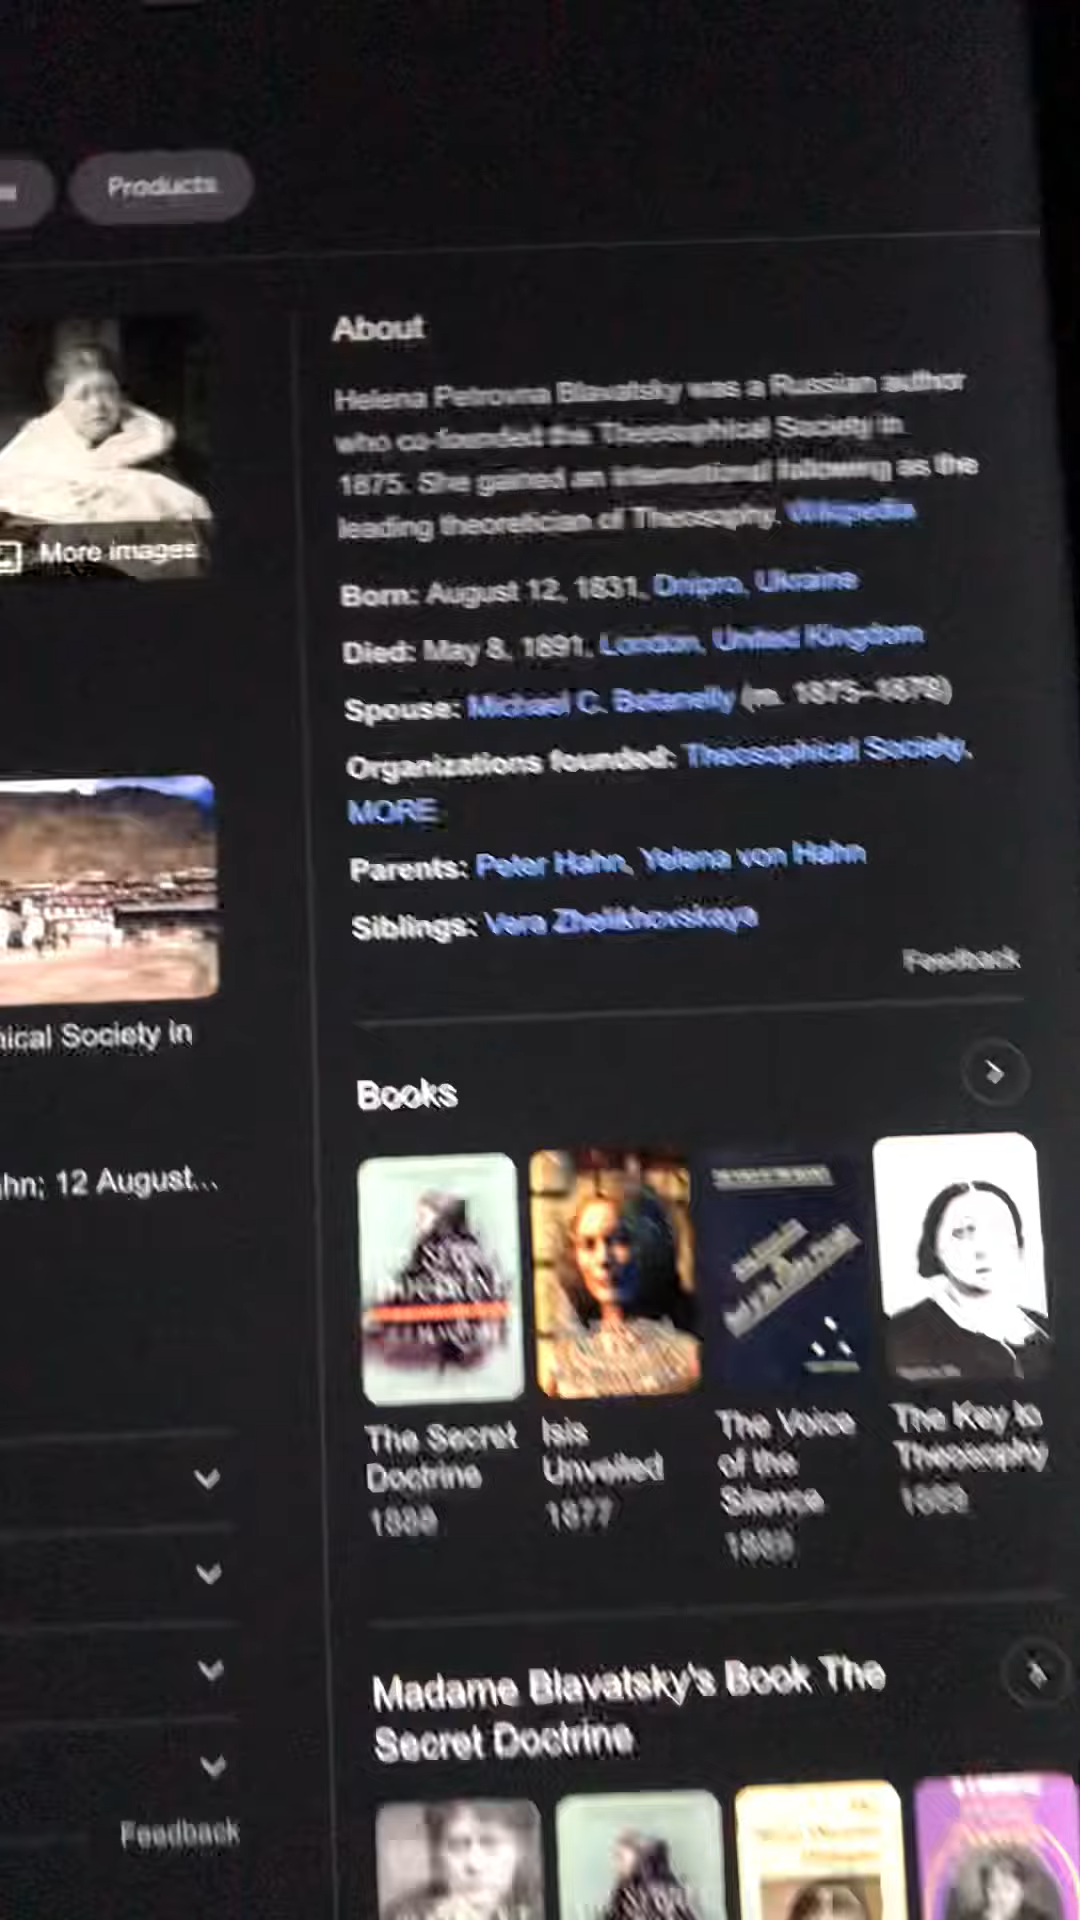 Products
About
Helena Petrovna Blavatsky was a Russian author
who co-founded the Theosophical Society in
1875. She gained an international following as the
leading theoretician of Theosophy. Wikipedia
More images
Born: August 12, 1831, Dnipro, Ukraine
Died: May 8, 1891, London, United Kingdom
Spouse: Michael C. Betanelly (m. 1875–1878)
Organizations founded: Theosophical Society,
MORE
Parents: Peter Hahn, Yelena von Hahn
Siblings: Vera Zhelikhovskaya
Feedback
hical Society in
Books
ahn; 12 August...
The Secret
Doctrine
1888
Isis
Unveiled
1877
The Voice
of the
Silence
1889
The Key to
Theosophy
1889
Madame Blavatsky's Book The
Secret Doctrine
Feedback